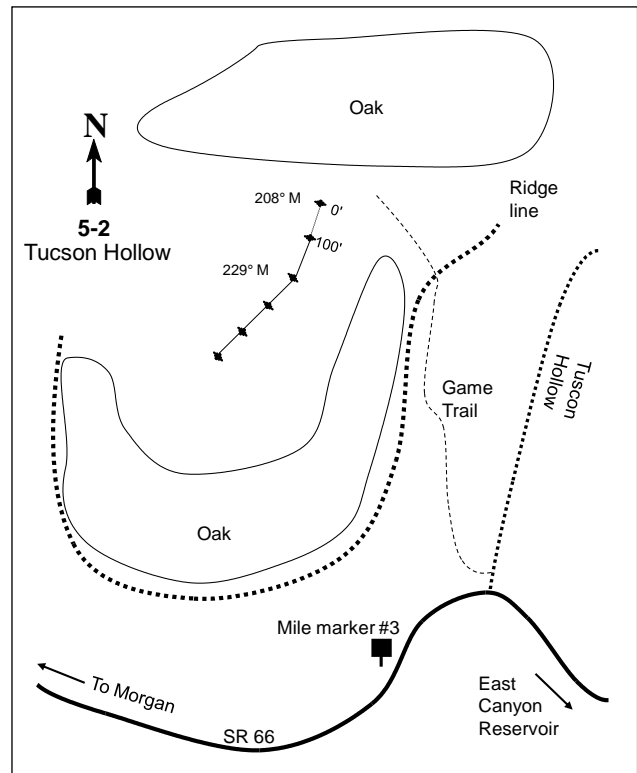 Oak
N
5-2
Tucson Hollow
208° M
0'
100'
229° M
Ridge
line
Game
Trail
Tuscon
Hollow
Oak
Mile marker #3
To Morgan
SR 66
East
Canyon
Reservoir